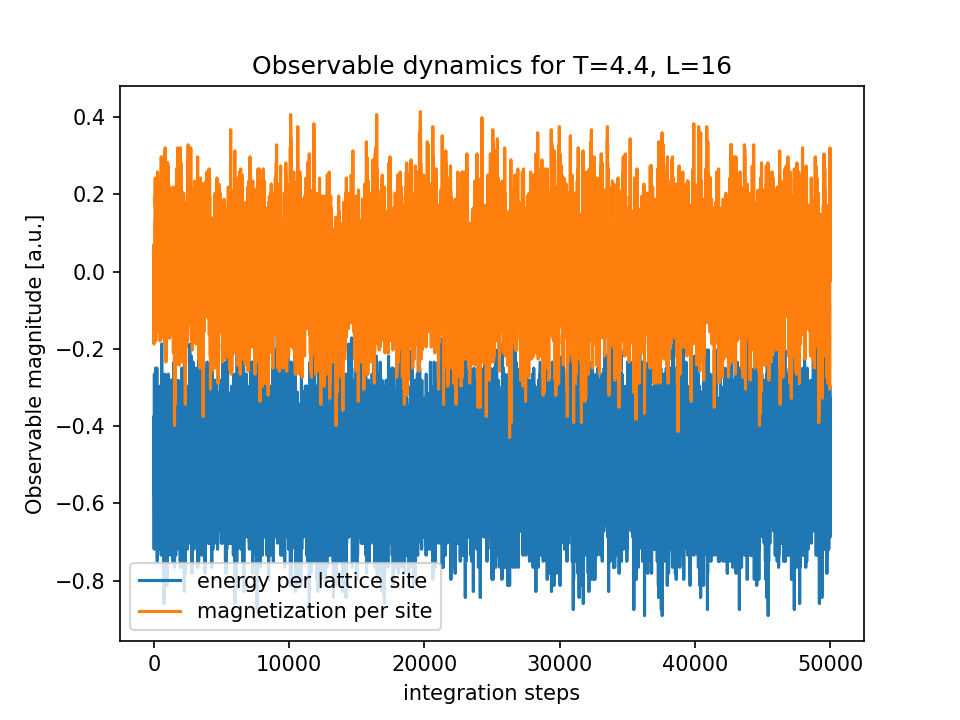 Observable dynamics for T=4.4, L=16
Observable magnitude [a.u.]
0.4
0.2
0.0
−0.2
−0.4
−0.6
−0.8
energy per lattice site
magnetization per site
0 10000 20000 30000 40000 50000
integration steps